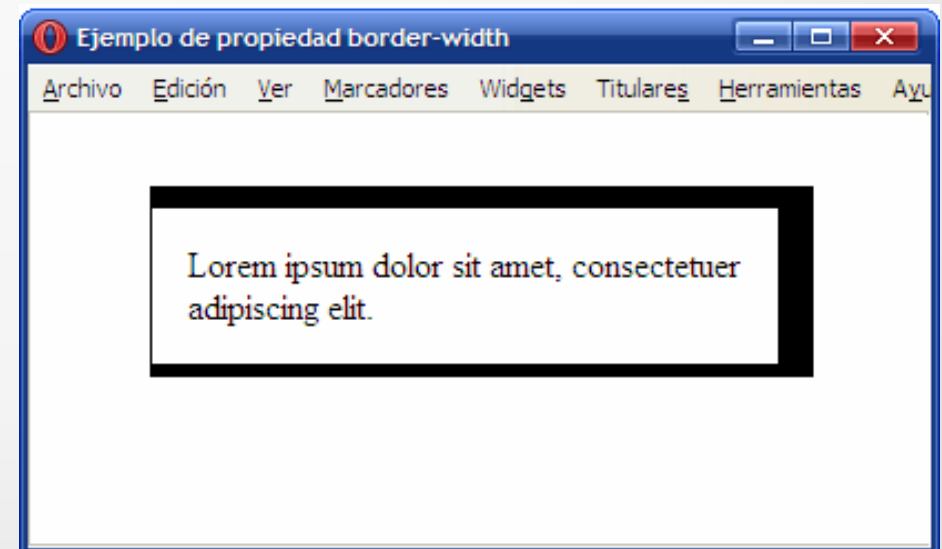 Ejemplo de propiedad border-width
Archivo Edición Ver Marcadores Widgets Titulares Herramientas Ayu
Lorem ipsum dolor sit amet, consectetuer
adipiscing elit.